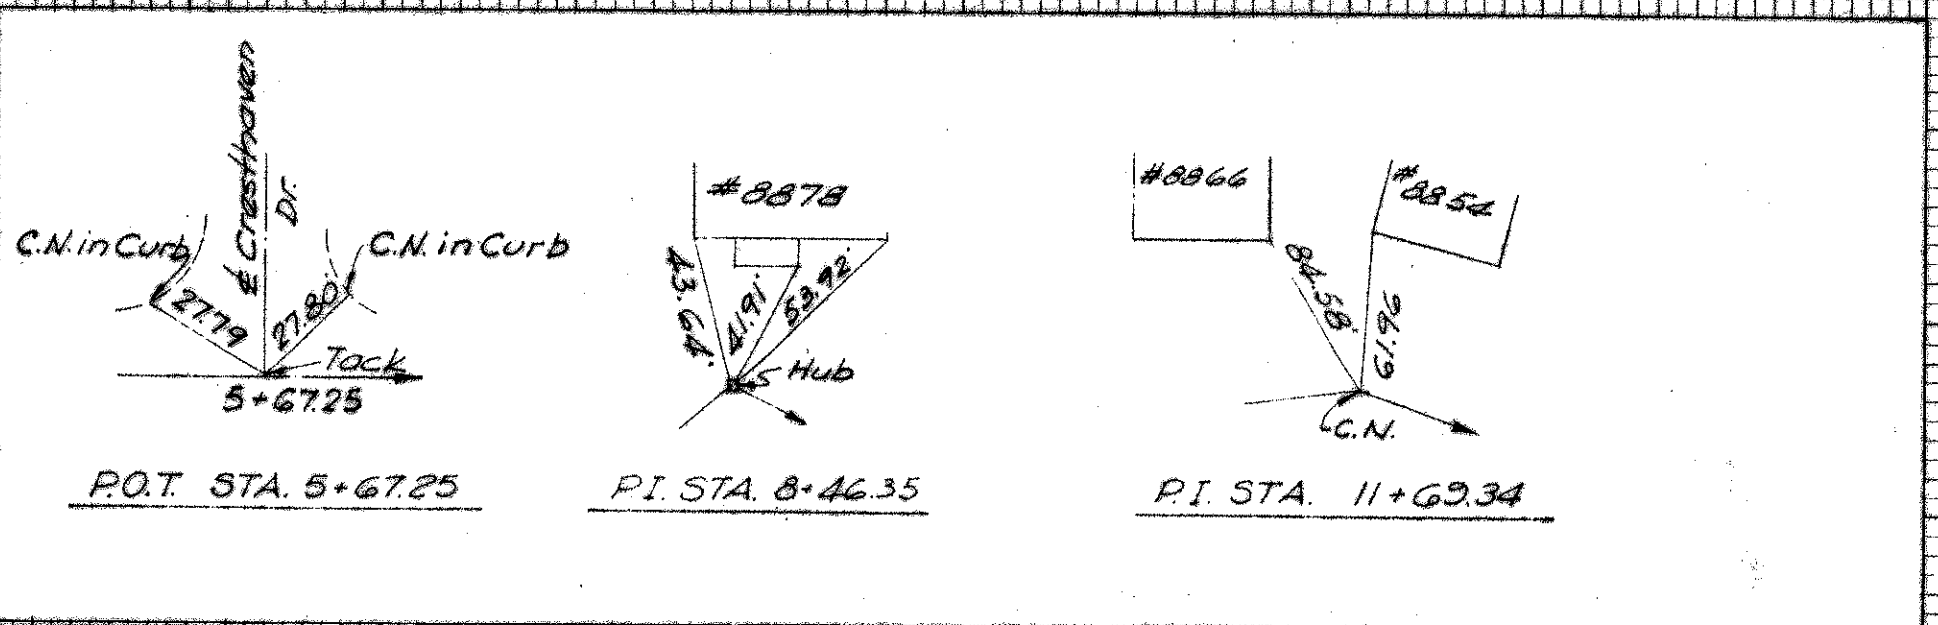 ℄ Cresthaven
Dr.
C.N. in Curb
C.N. in Curb
27.79
27.80'
Tack
5+67.25
P.O.T. STA. 5+67.25
#8878
43.64'
41.91'
53.92'
Hub
P.I. STA. 8+46.35
#8866
#8854
84.58'
61.96
C.N.
P.I. STA. 11+69.34